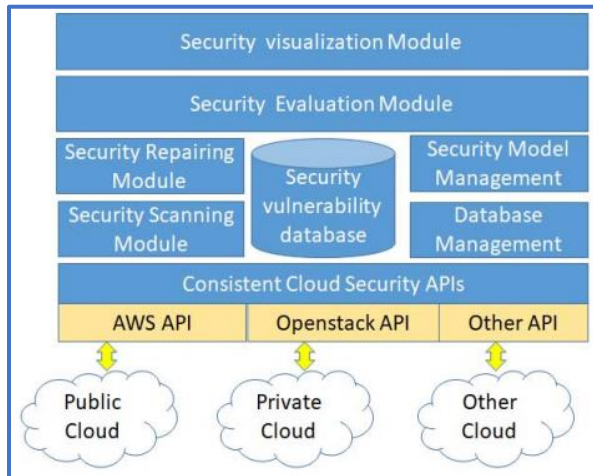 Security visualization Module
Security Evaluation Module
Security Repairing
Module
Security
vulnerability
database
Security Model
Management
Security Scanning
Module
Database
Management
Consistent Cloud Security APIs
AWS API
Openstack API
Other API
Public
Cloud
Private
Cloud
Other
Cloud